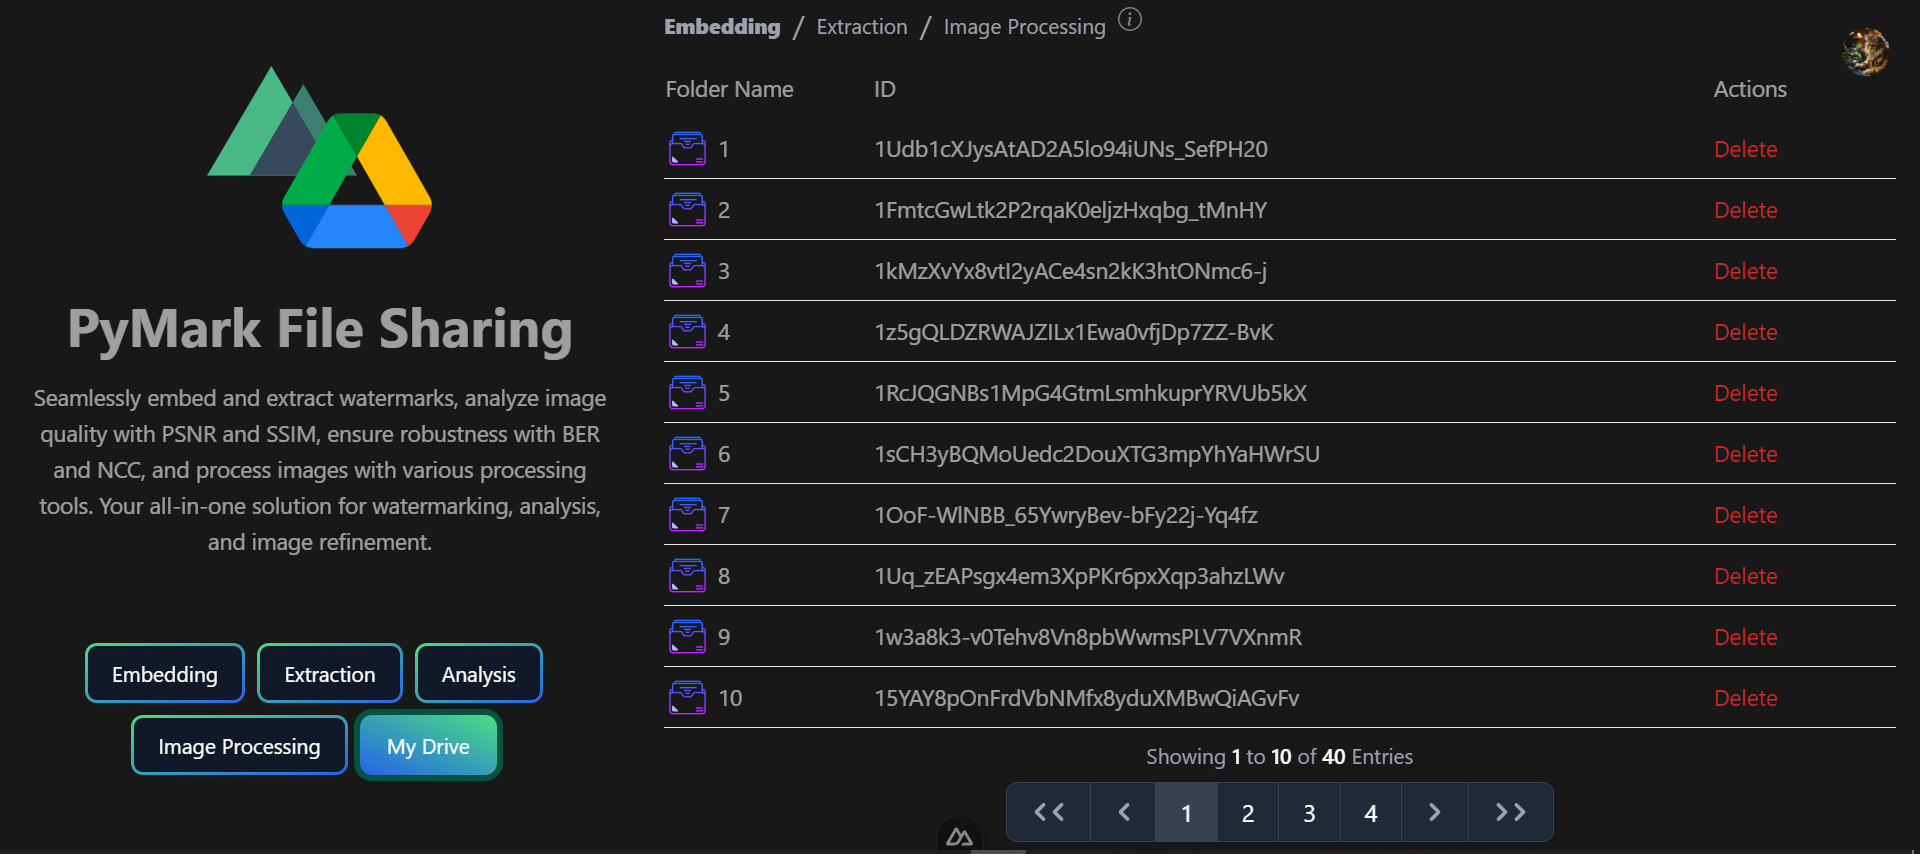 PyMark File Sharing
Seamlessly embed and extract watermarks, analyze image
quality with PSNR and SSIM, ensure robustness with BER
and NCC, and process images with various processing
tools. Your all-in-one solution for watermarking, analysis,
and image refinement.
Embedding Extraction Analysis
Image Processing My Drive
Embedding / Extraction / Image Processing
Folder Name ID Actions
1 1Udb1cXJysAtAD2A5lo94iUNs_SefPH20 Delete
2 1FmtcGwLtk2P2rqaK0eljzHxqbg_tMnHY Delete
3 1kMzXvYx8vtI2yACe4sn2kK3htONmc6-j Delete
4 1z5gQLDZRWAJZILx1Ewa0vfjDp7ZZ-BvK Delete
5 1RcJQGNBs1MpG4GtmLsmhkuprYRVUb5kX Delete
6 1sCH3yBQMoUedc2DouXTG3mpYhYaHWrSU Delete
7 1OoF-WlNBB_65YwryBev-bFy22j-Yq4fz Delete
8 1Uq_zEAPsgx4em3XpPKr6pxXqp3ahzLWv Delete
9 1w3a8k3-v0Tehv8Vn8pbWwmsPLV7VXnmR Delete
10 15YAY8pOnFrdVbNMfx8yduXMBwQiAGvFv Delete
Showing 1 to 10 of 40 Entries
<< < 1 2 3 4 > >>